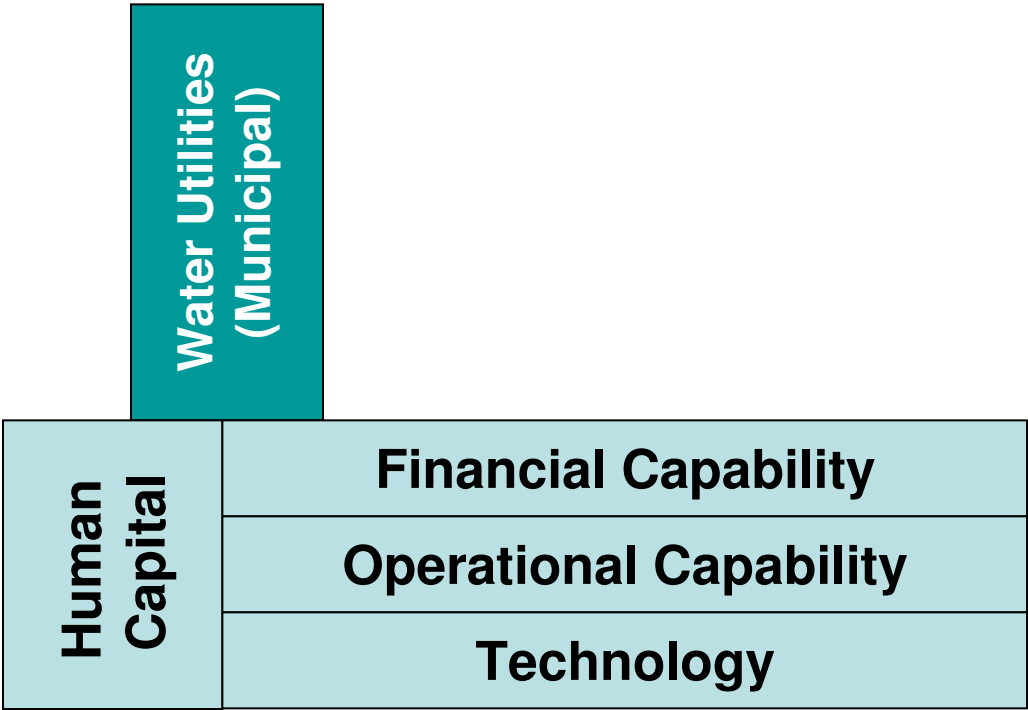 Water Utilities
(Municipal)
Human
Capital
Financial Capability
Operational Capability
Technology